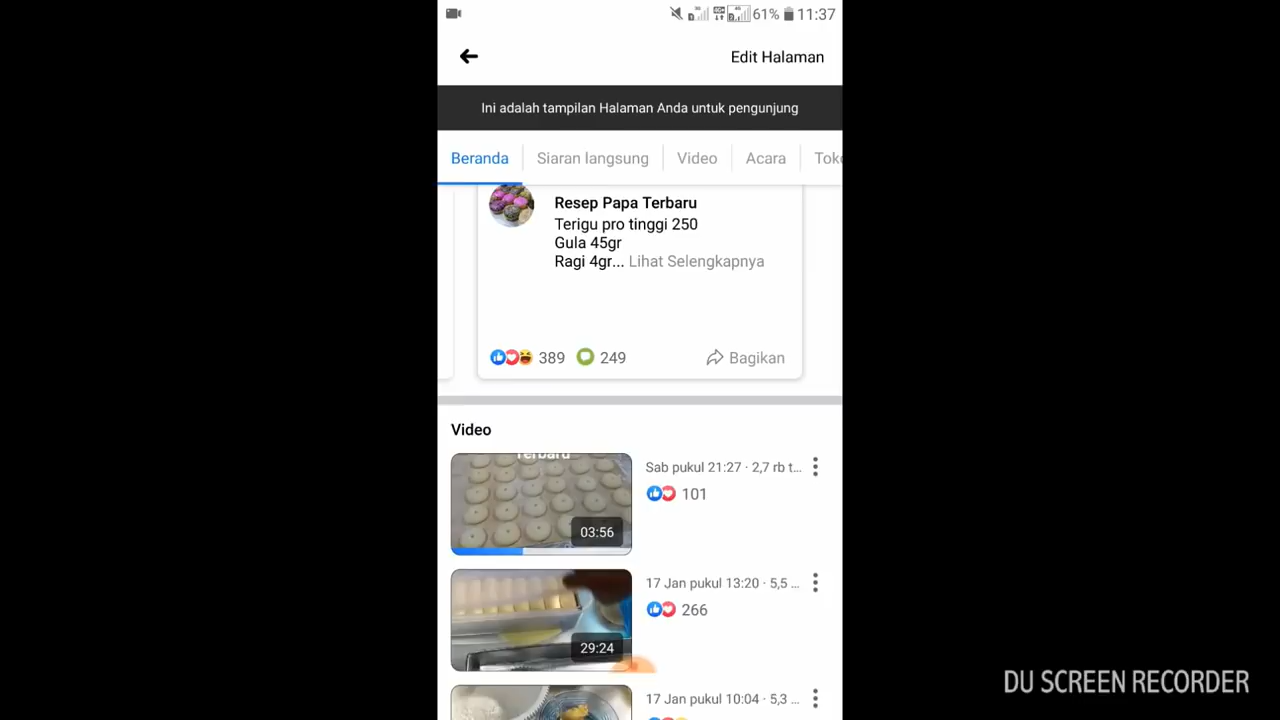 61% 11:37
Edit Halaman
Ini adalah tampilan Halaman Anda untuk pengunjung
Beranda Siaran langsung Video Acara Toko
Resep Papa Terbaru
Terigu pro tinggi 250
Gula 45gr
Ragi 4gr... Lihat Selengkapnya
389 249 Bagikan
Video
Terbaru
Sab pukul 21:27 · 2,7 rb t...
101
03:56
17 Jan pukul 13:20 · 5,5 ...
266
29:24
17 Jan pukul 10:04 · 5,3 ...
DU SCREEN RECORDER